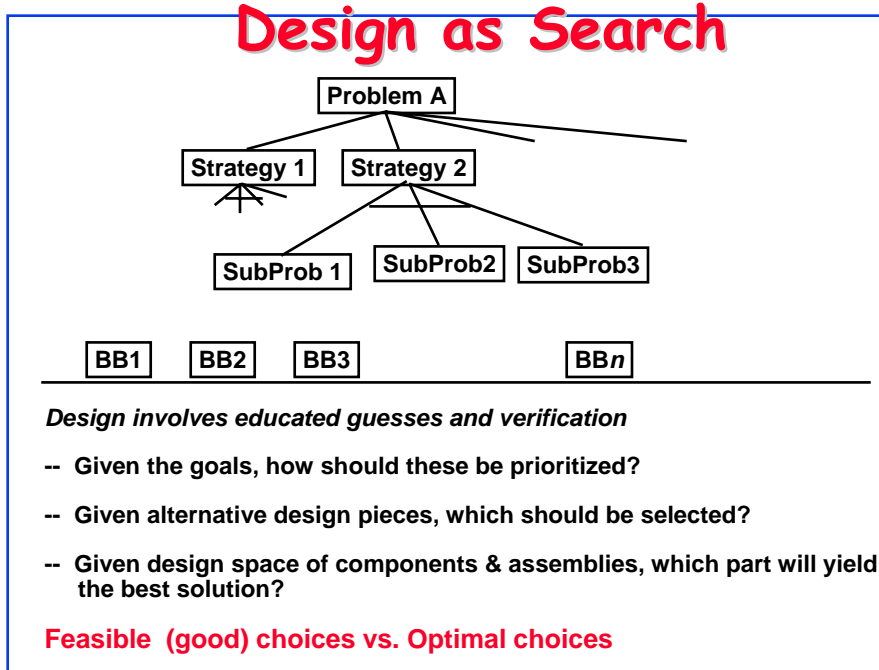 Design as Search
Problem A
Strategy 1 Strategy 2
SubProb 1 SubProb2 SubProb3
BB1 BB2 BB3 BBn
Design involves educated guesses and verification
-- Given the goals, how should these be prioritized?
-- Given alternative design pieces, which should be selected?
-- Given design space of components & assemblies, which part will yield
the best solution?
Feasible (good) choices vs. Optimal choices